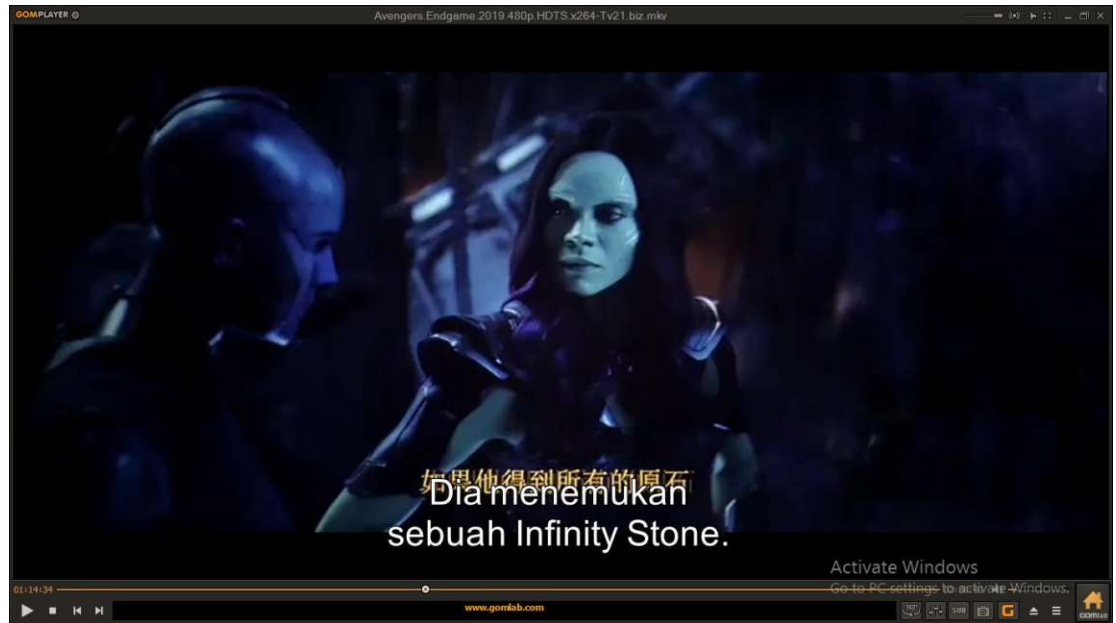 GOMPLAYER
Avengers.Endgame.2019.480p.HDTS.x264-Tv21.biz.mkv
如果他得到所有的原石
Dia menemukan
sebuah Infinity Stone.
Activate Windows
Go to PC settings to activate Windows.
01:14:34
www.gomlab.com
360°
SUB
G
GOMlab